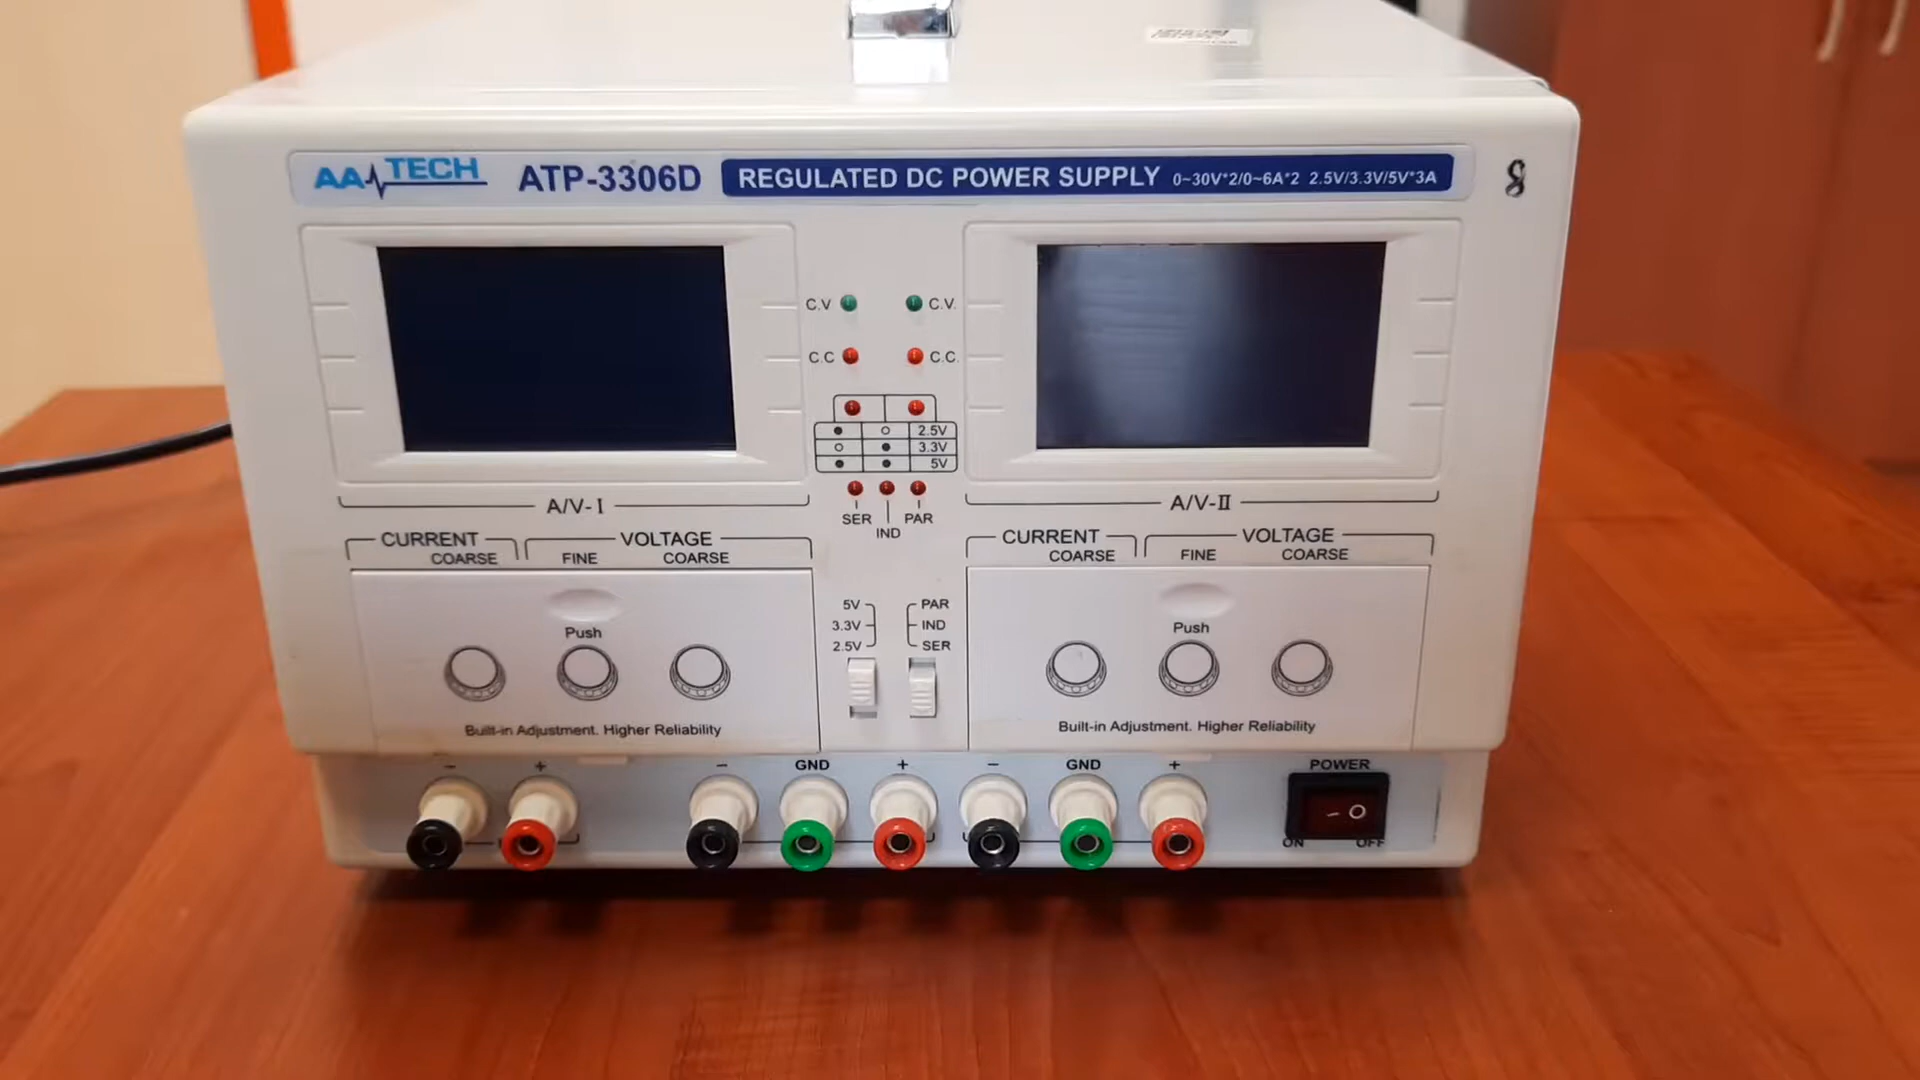 AA TECH ATP-3306D REGULATED DC POWER SUPPLY 0~30V*2/0~6A*2 2.5V/3.3V/5V*3A 8
C.V C.V.
C.C C.C.
2.5V
3.3V
5V
A/V-I A/V-II
SER IND PAR
CURRENT VOLTAGE CURRENT VOLTAGE
COARSE FINE COARSE COARSE FINE COARSE
5V PAR
3.3V IND
2.5V SER
Push Push
Built-in Adjustment. Higher Reliability Built-in Adjustment. Higher Reliability
− + − GND + − GND + POWER
− O
ON OFF